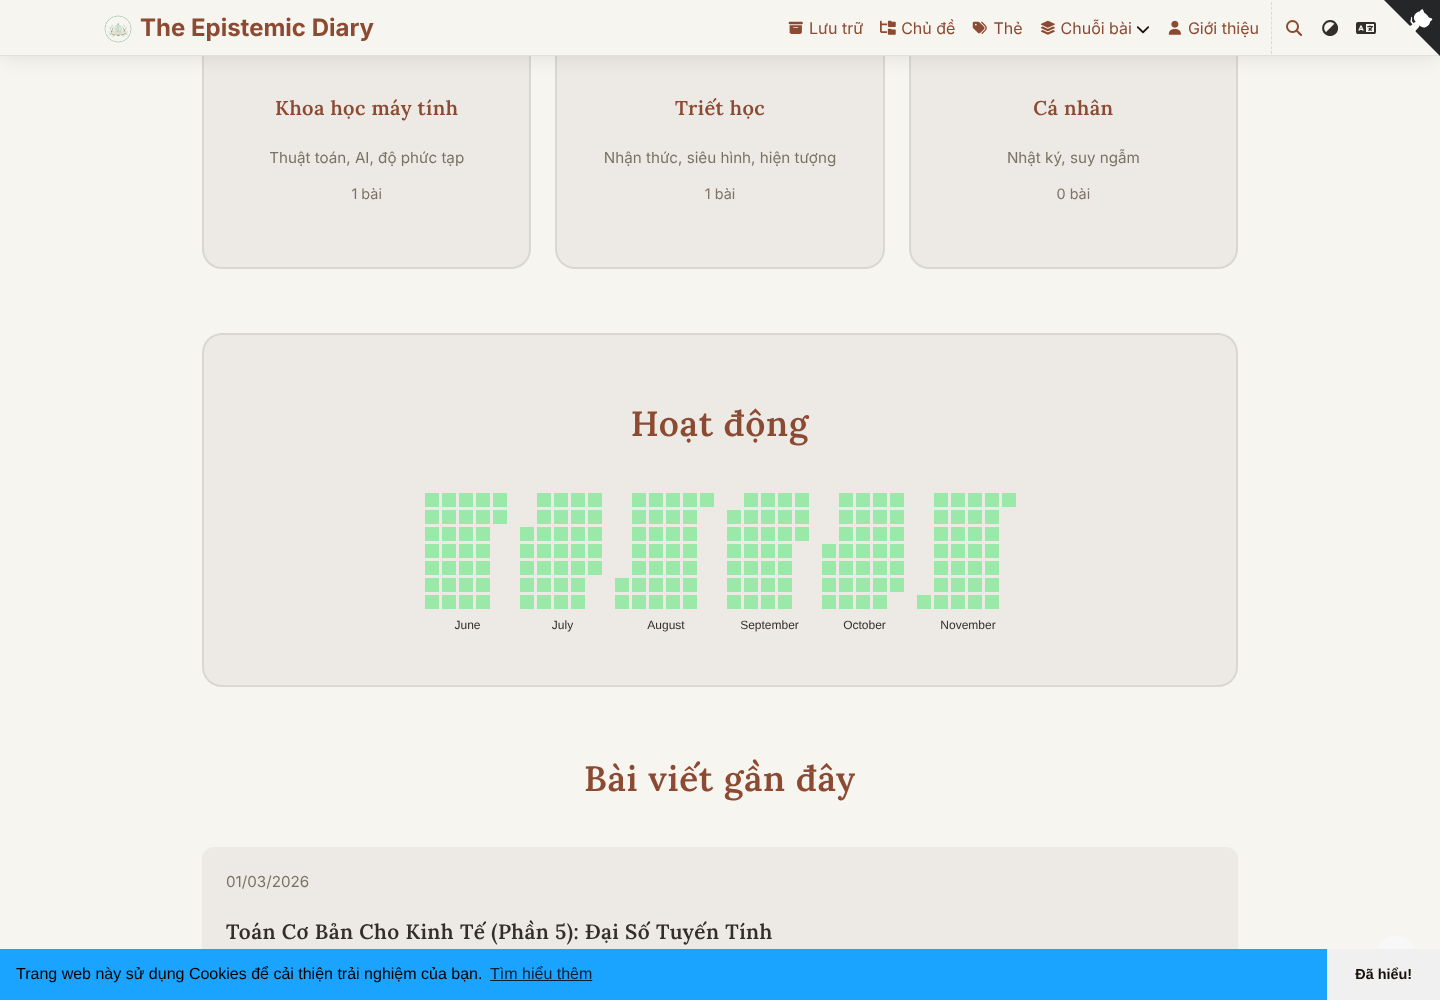 The Epistemic Diary
Lưu trữ
Chủ đề
Thẻ
Chuỗi bài
Giới thiệu
Khoa học máy tính
Thuật toán, AI, độ phức tạp
1 bài
Triết học
Nhận thức, siêu hình, hiện tượng
1 bài
Cá nhân
Nhật ký, suy ngẫm
0 bài
Hoạt động
June
July
August
September
October
November
Bài viết gần đây
01/03/2026
Toán Cơ Bản Cho Kinh Tế (Phần 5): Đại Số Tuyến Tính
Trang web này sử dụng Cookies để cải thiện trải nghiệm của bạn. Tìm hiểu thêm
Đã hiểu!